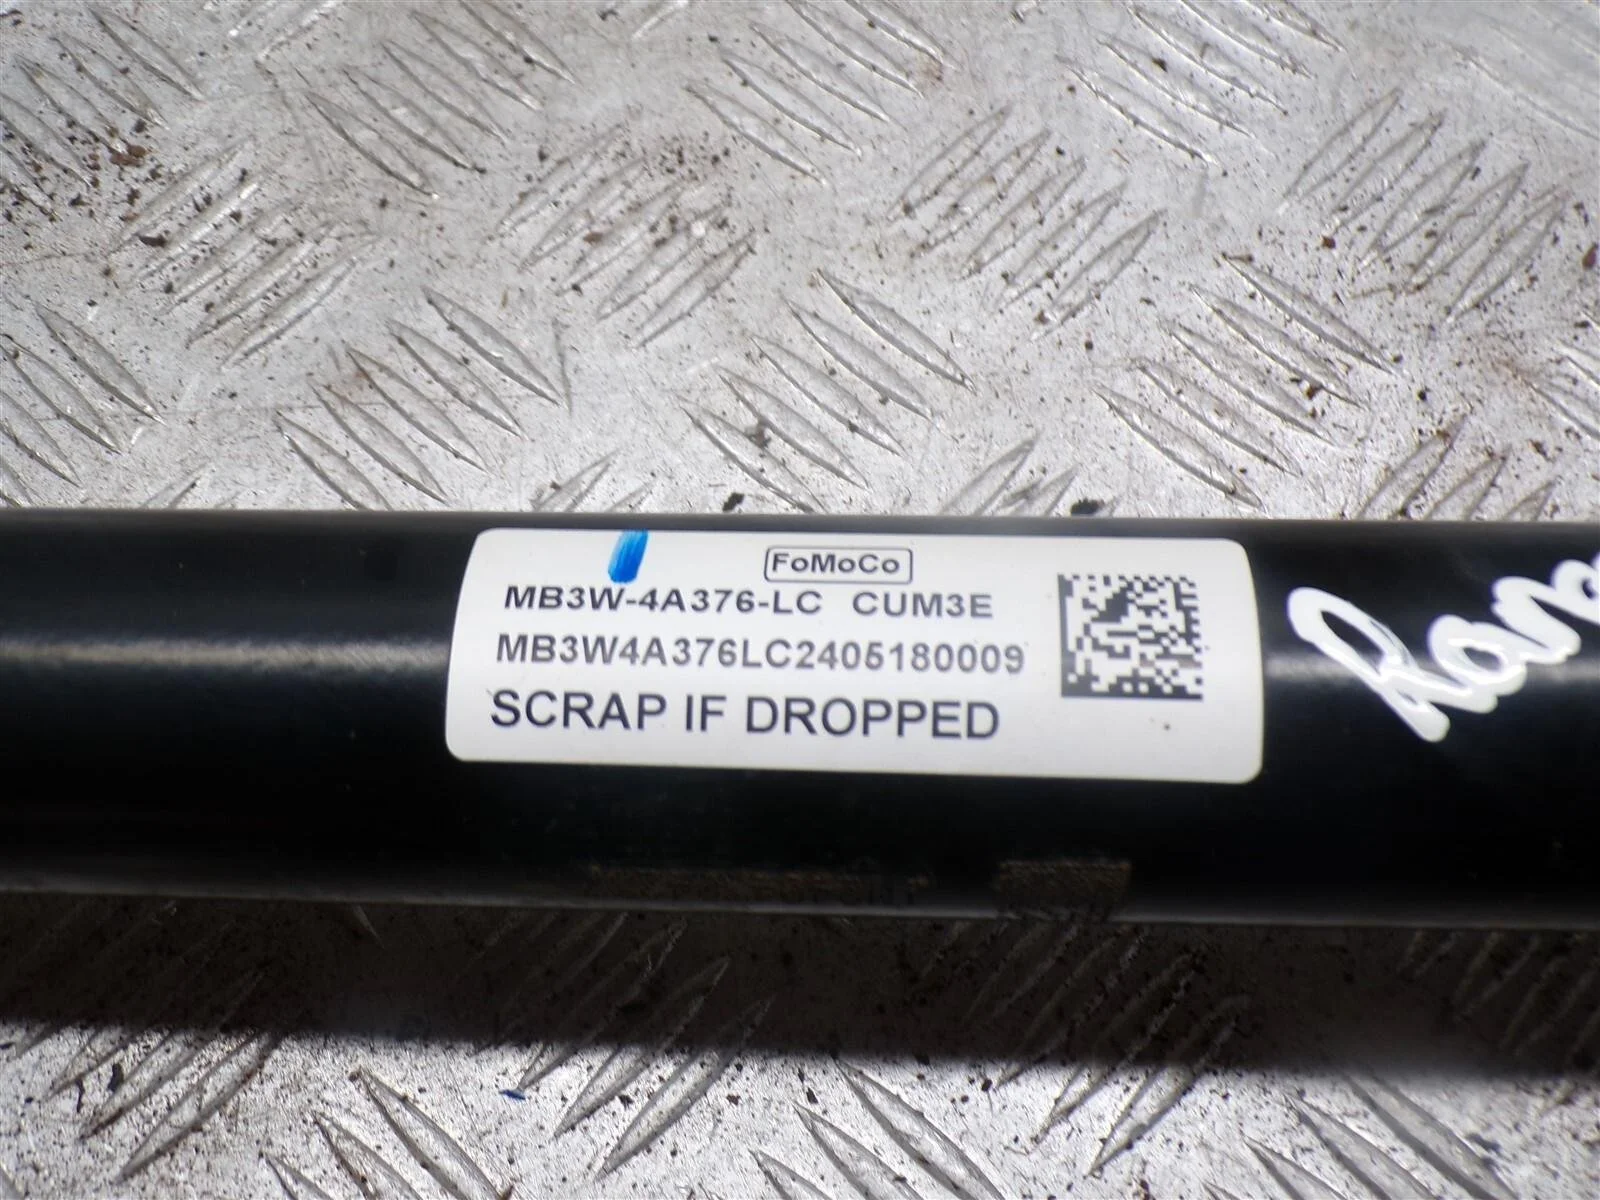 FoMoCo
MB3W-4A376-LC CUM3E
MB3W4A376LC2405180009
SCRAP IF DROPPED